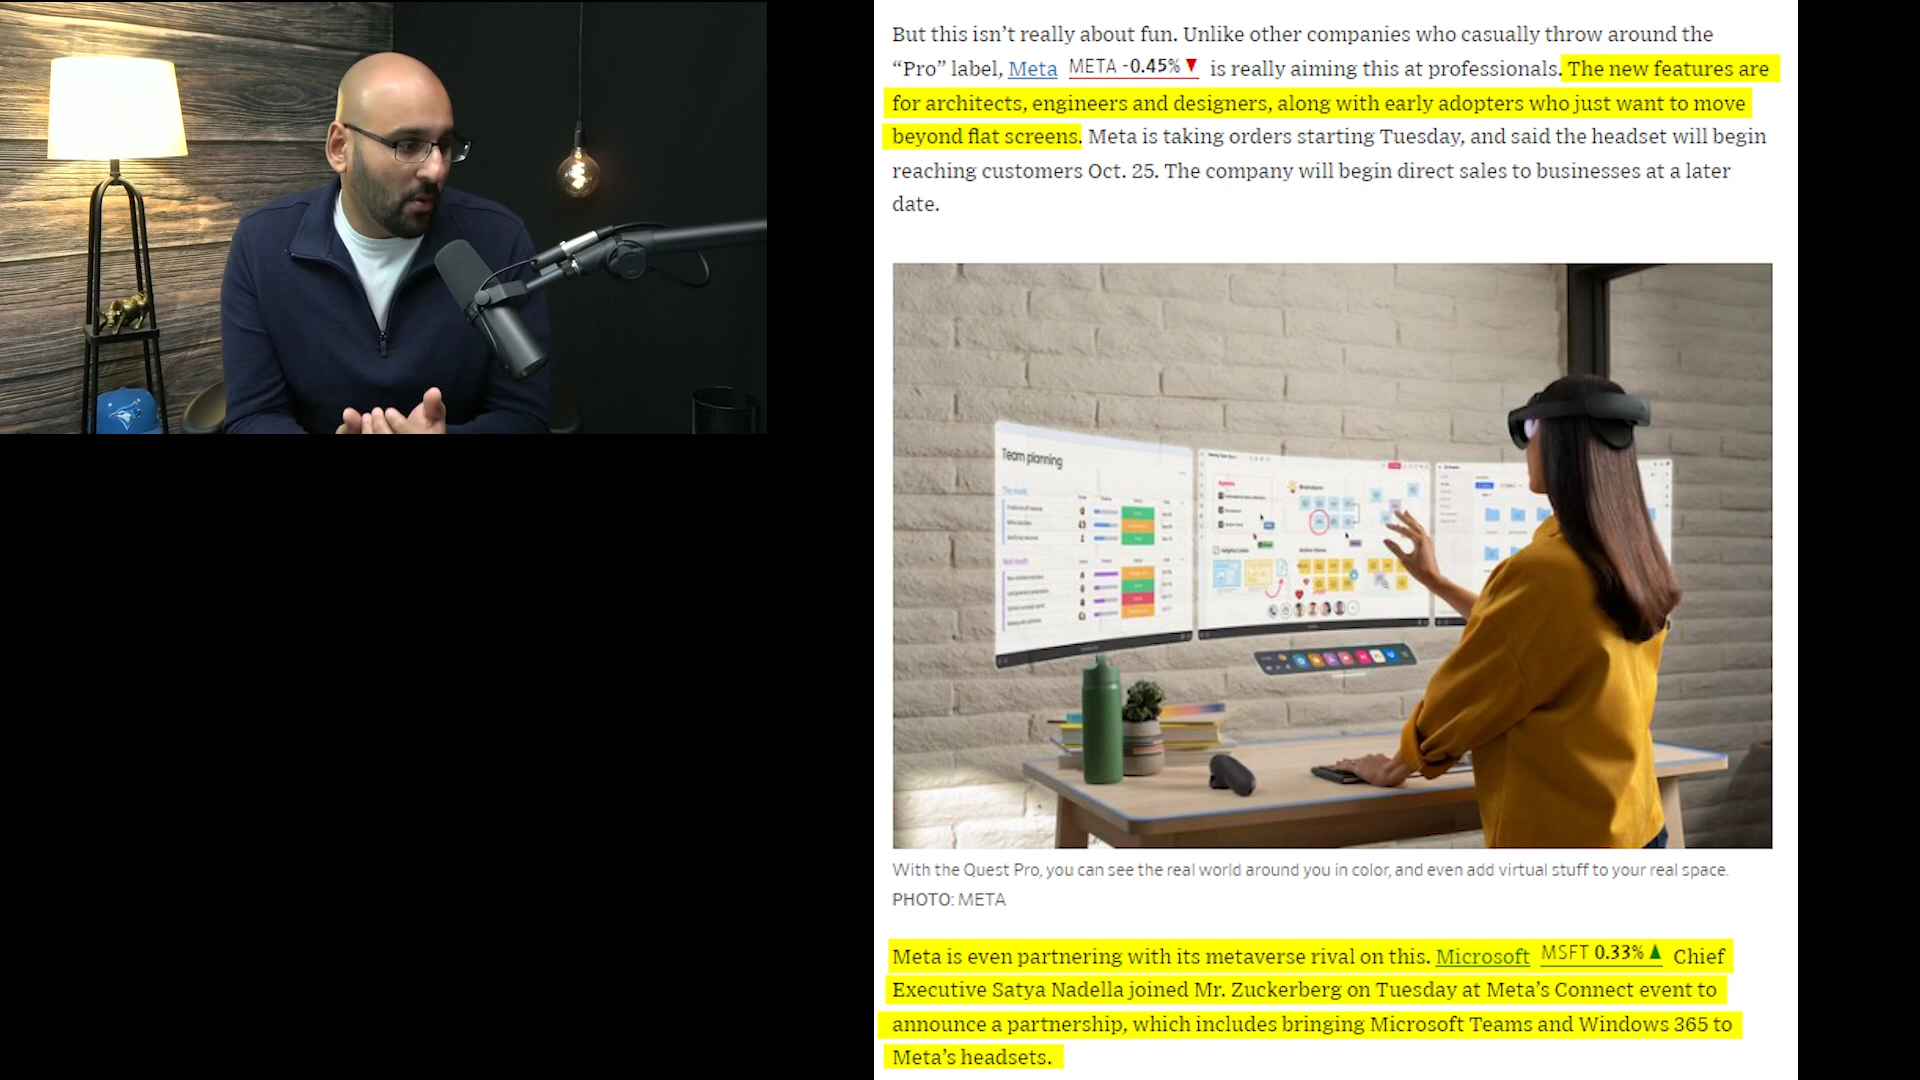 But this isn’t really about fun. Unlike other companies who casually throw around the
“Pro” label, Meta META -0.45% ▼ is really aiming this at professionals. The new features are
for architects, engineers and designers, along with early adopters who just want to move
beyond flat screens. Meta is taking orders starting Tuesday, and said the headset will begin
reaching customers Oct. 25. The company will begin direct sales to businesses at a later
date.
Team planning
With the Quest Pro, you can see the real world around you in color, and even add virtual stuff to your real space.
PHOTO: META
Meta is even partnering with its metaverse rival on this. Microsoft MSFT 0.33% ▲ Chief
Executive Satya Nadella joined Mr. Zuckerberg on Tuesday at Meta’s Connect event to
announce a partnership, which includes bringing Microsoft Teams and Windows 365 to
Meta’s headsets.